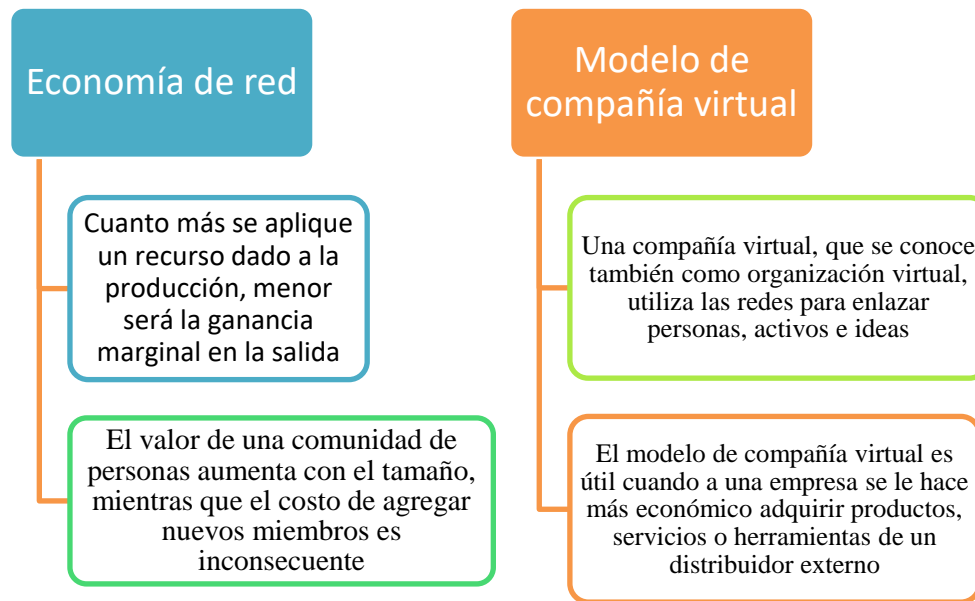 Economía de red
Cuanto más se aplique
un recurso dado a la
producción, menor
será la ganancia
marginal en la salida
El valor de una comunidad de
personas aumenta con el tamaño,
mientras que el costo de agregar
nuevos miembros es
inconsecuente
Modelo de
compañía virtual
Una compañía virtual, que se conoce
también como organización virtual,
utiliza las redes para enlazar
personas, activos e ideas
El modelo de compañía virtual es
útil cuando a una empresa se le hace
más económico adquirir productos,
servicios o herramientas de un
distribuidor externo